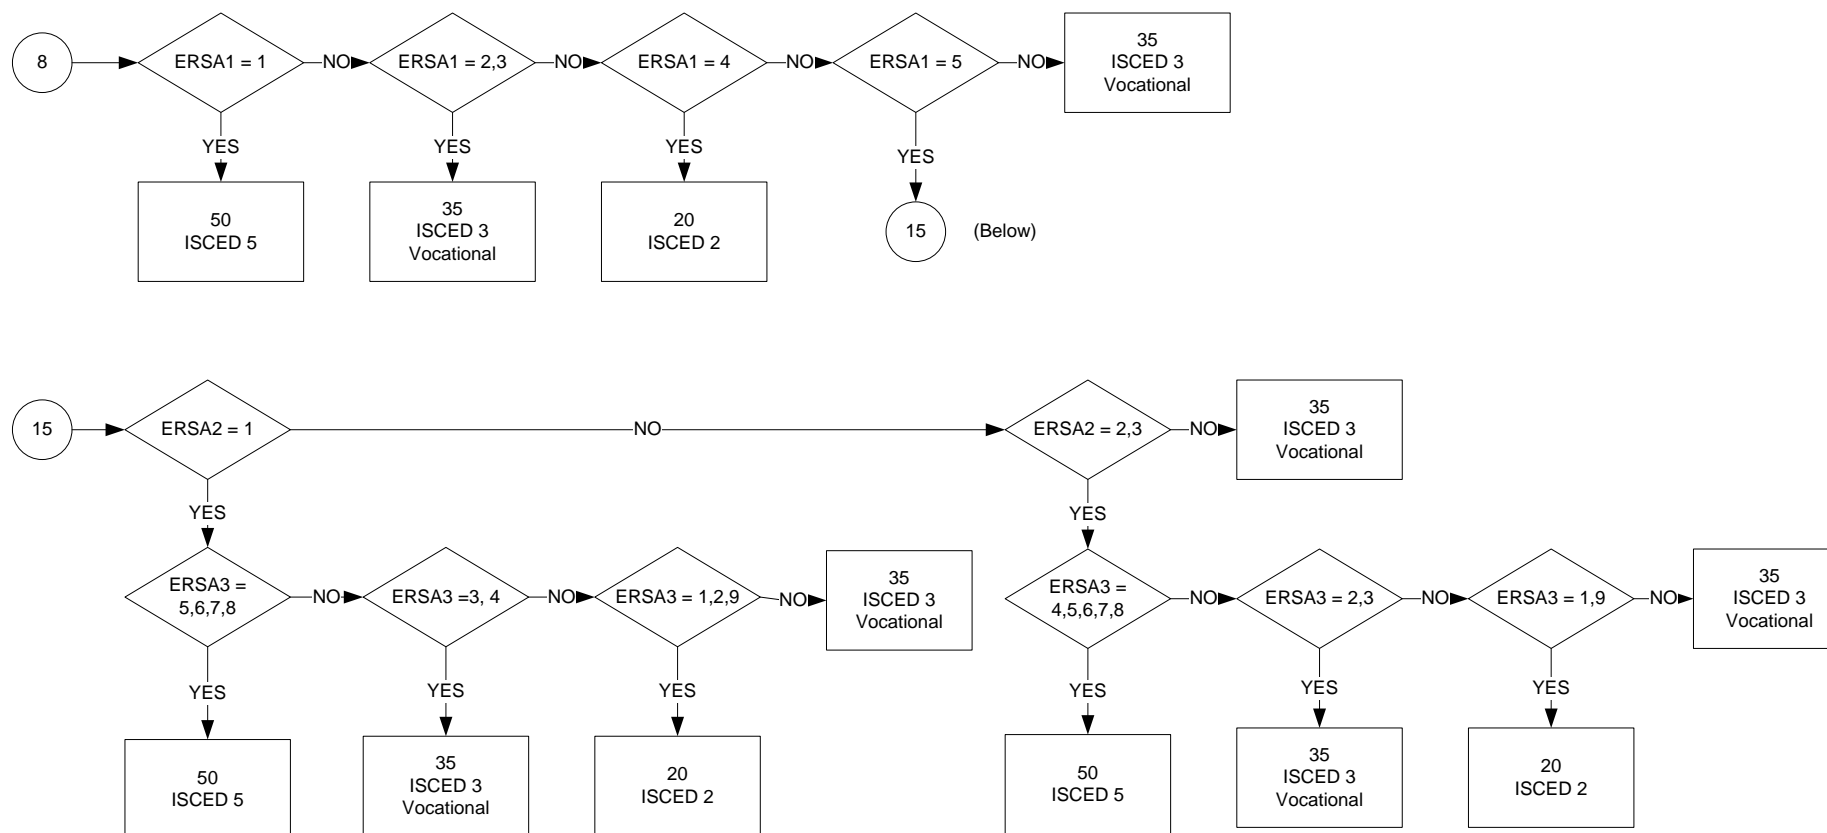 8
ERSA1 = 1
NO
ERSA1 = 2,3
NO
ERSA1 = 4
NO
ERSA1 = 5
NO
35
ISCED 3
Vocational
YES
YES
YES
YES
50
ISCED 5
35
ISCED 3
Vocational
20
ISCED 2
15
(Below)
15
ERSA2 = 1
NO
ERSA2 = 2,3
NO
35
ISCED 3
Vocational
YES
YES
ERSA3 =
5,6,7,8
NO
ERSA3 =3, 4
NO
ERSA3 = 1,2,9
NO
35
ISCED 3
Vocational
ERSA3 =
4,5,6,7,8
NO
ERSA3 = 2,3
NO
ERSA3 = 1,9
NO
35
ISCED 3
Vocational
YES
YES
YES
YES
YES
YES
50
ISCED 5
35
ISCED 3
Vocational
20
ISCED 2
50
ISCED 5
35
ISCED 3
Vocational
20
ISCED 2